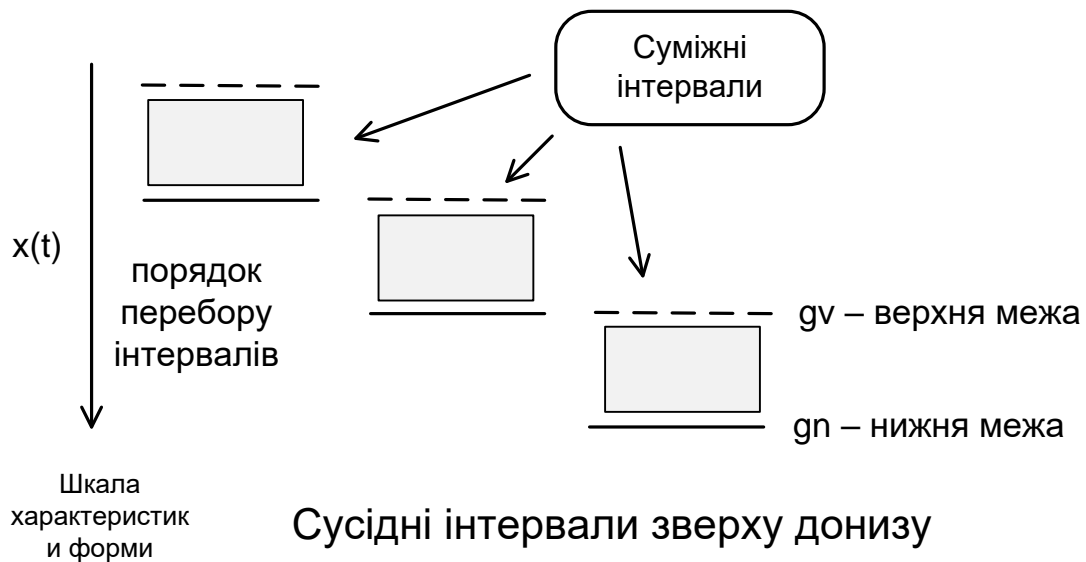 Суміжні
інтервали
x(t)
порядок
перебору
інтервалів
gv – верхня межа
gn – нижня межа
Шкала
характеристик
и форми
Сусідні інтервали зверху донизу